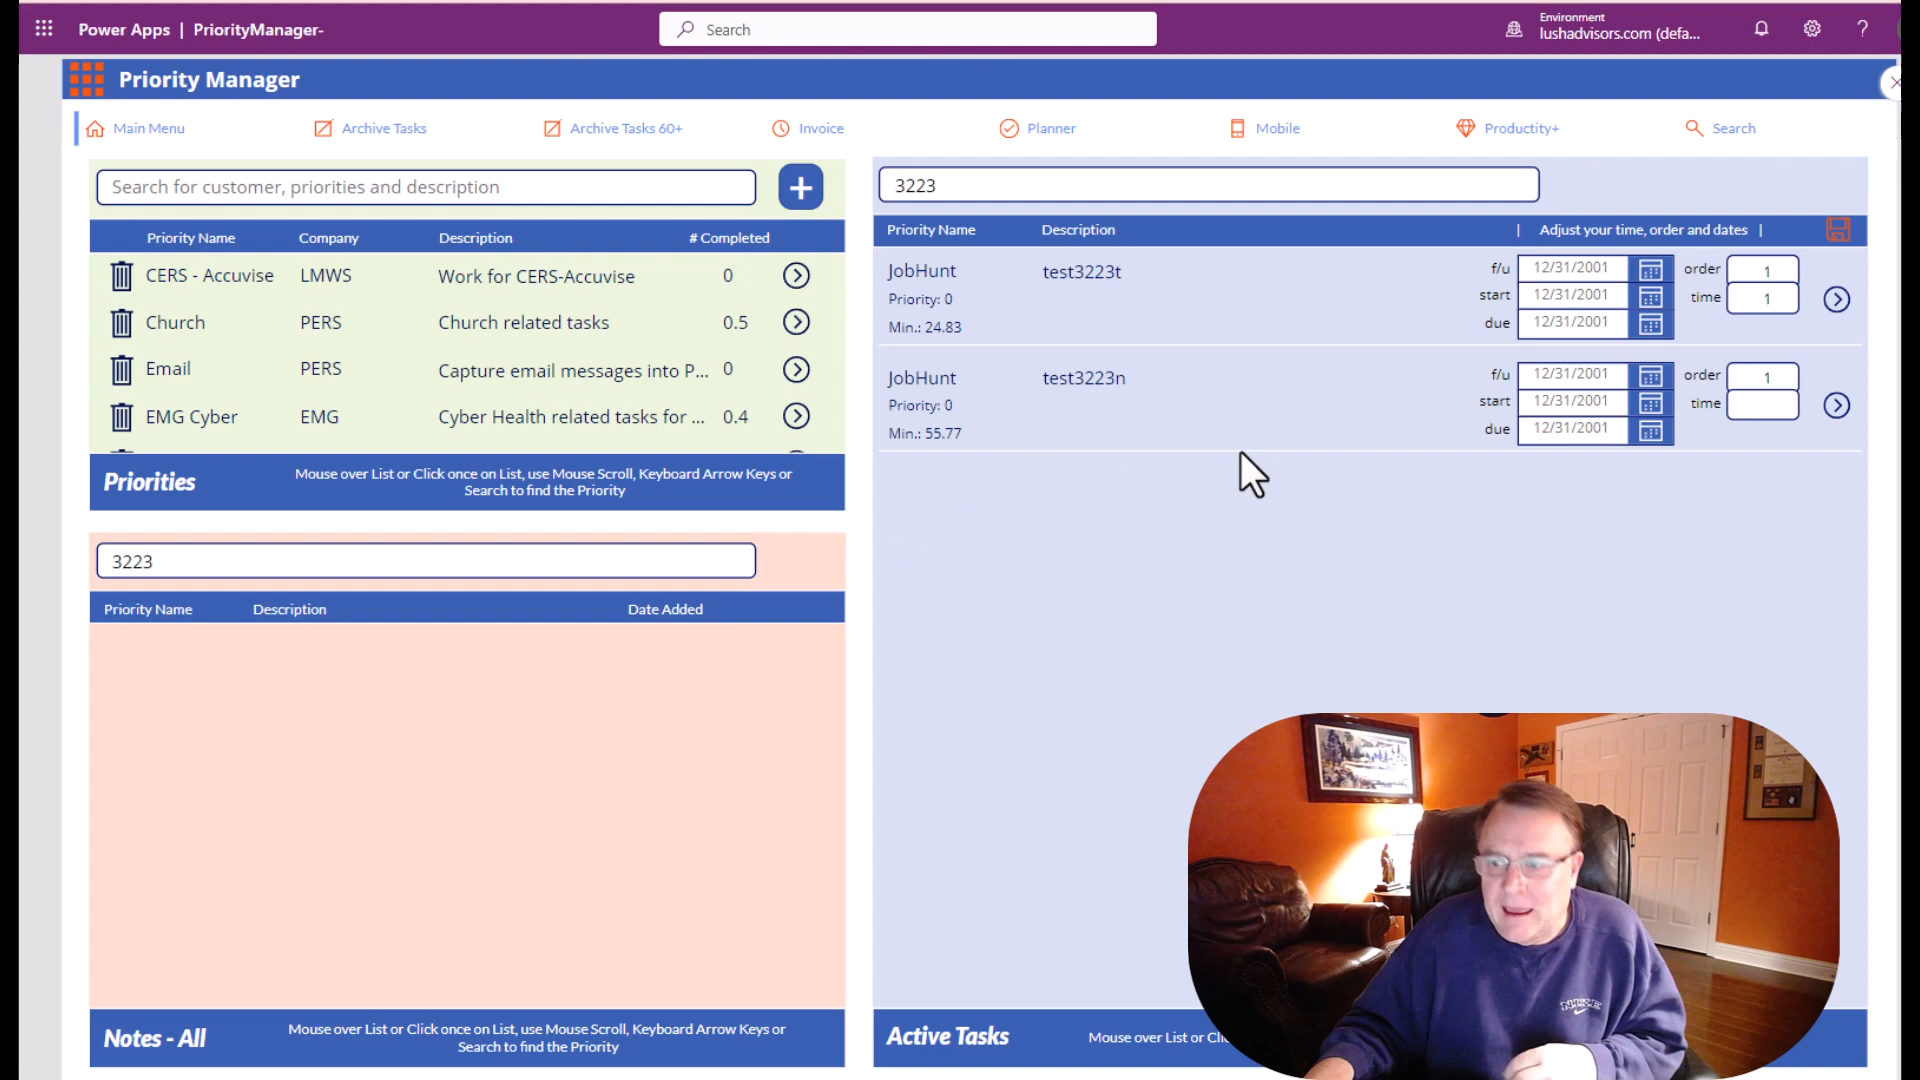 Power Apps | PriorityManager-
Search
Environment
lushadvisors.com (defa...
?
Priority Manager
Main Menu
Archive Tasks
Archive Tasks 60+
Invoice
Planner
Mobile
Productity+
Search
Search for customer, priorities and description
+
Priority Name Company Description # Completed
CERS - Accuvise LMWS Work for CERS-Accuvise 0
Church PERS Church related tasks 0.5
Email PERS Capture email messages into P... 0
EMG Cyber EMG Cyber Health related tasks for ... 0.4
Priorities
Mouse over List or Click once on List, use Mouse Scroll, Keyboard Arrow Keys or
Search to find the Priority
3223
Priority Name Description Date Added
Notes - All
Mouse over List or Click once on List, use Mouse Scroll, Keyboard Arrow Keys or
Search to find the Priority
3223
Priority Name Description | Adjust your time, order and dates |
JobHunt test3223t
Priority: 0
Min.: 24.83
f/u 12/31/2001 order 1
start 12/31/2001 time 1
due 12/31/2001
JobHunt test3223n
Priority: 0
Min.: 55.77
f/u 12/31/2001 order 1
start 12/31/2001 time
due 12/31/2001
Active Tasks
Mouse over List or Clic
NIKE